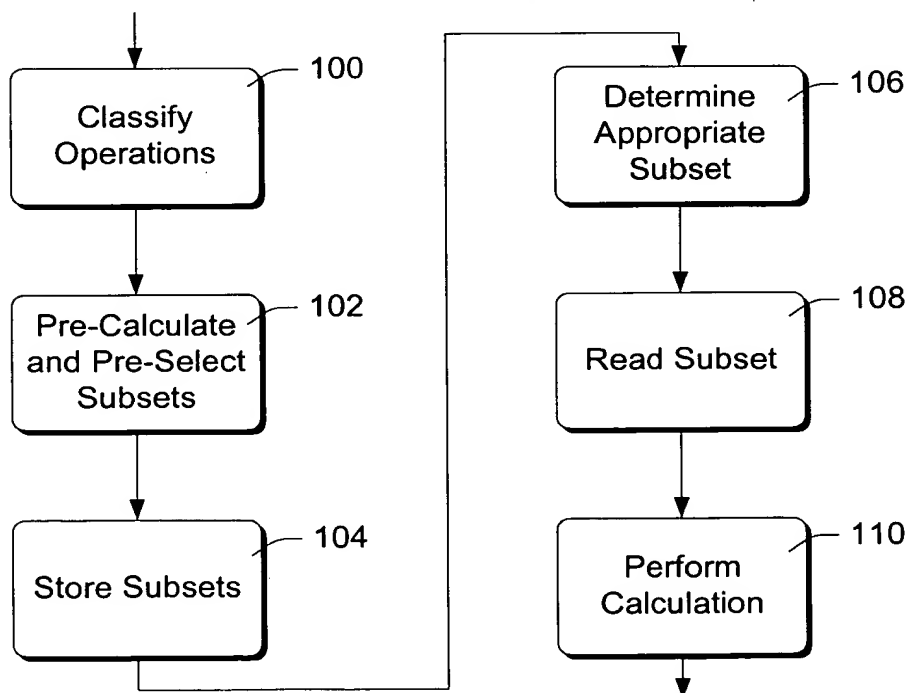 100
Classify
Operations
102
Pre-Calculate
and Pre-Select
Subsets
104
Store Subsets
106
Determine
Appropriate
Subset
108
Read Subset
110
Perform
Calculation